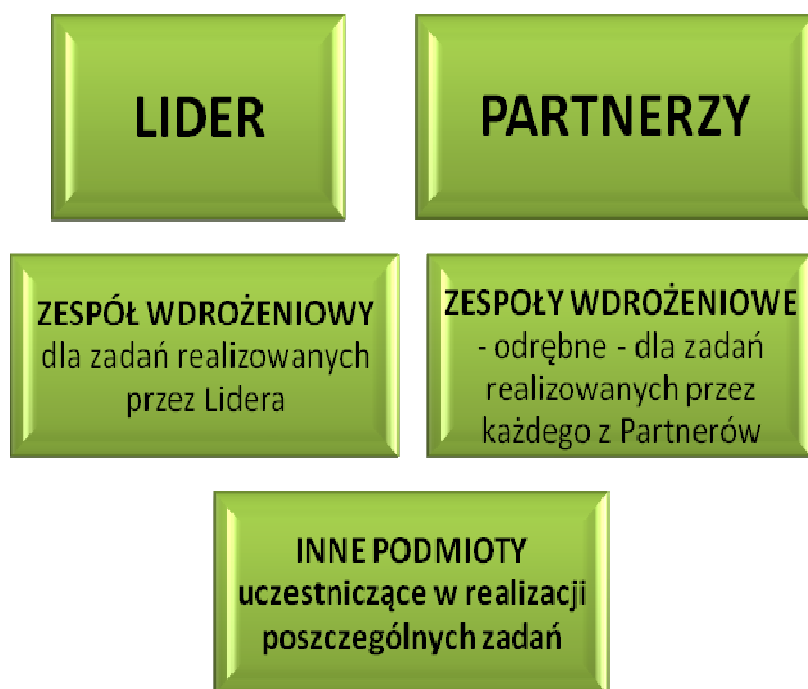 LIDER
PARTNERZY
ZESPÓŁ WDROŻENIOWY
dla zadań realizowanych
przez Lidera
ZESPOŁY WDROŻENIOWE
- odrębne - dla zadań
realizowanych przez
każdego z Partnerów
INNE PODMIOTY
uczestniczące w realizacji
poszczególnych zadań